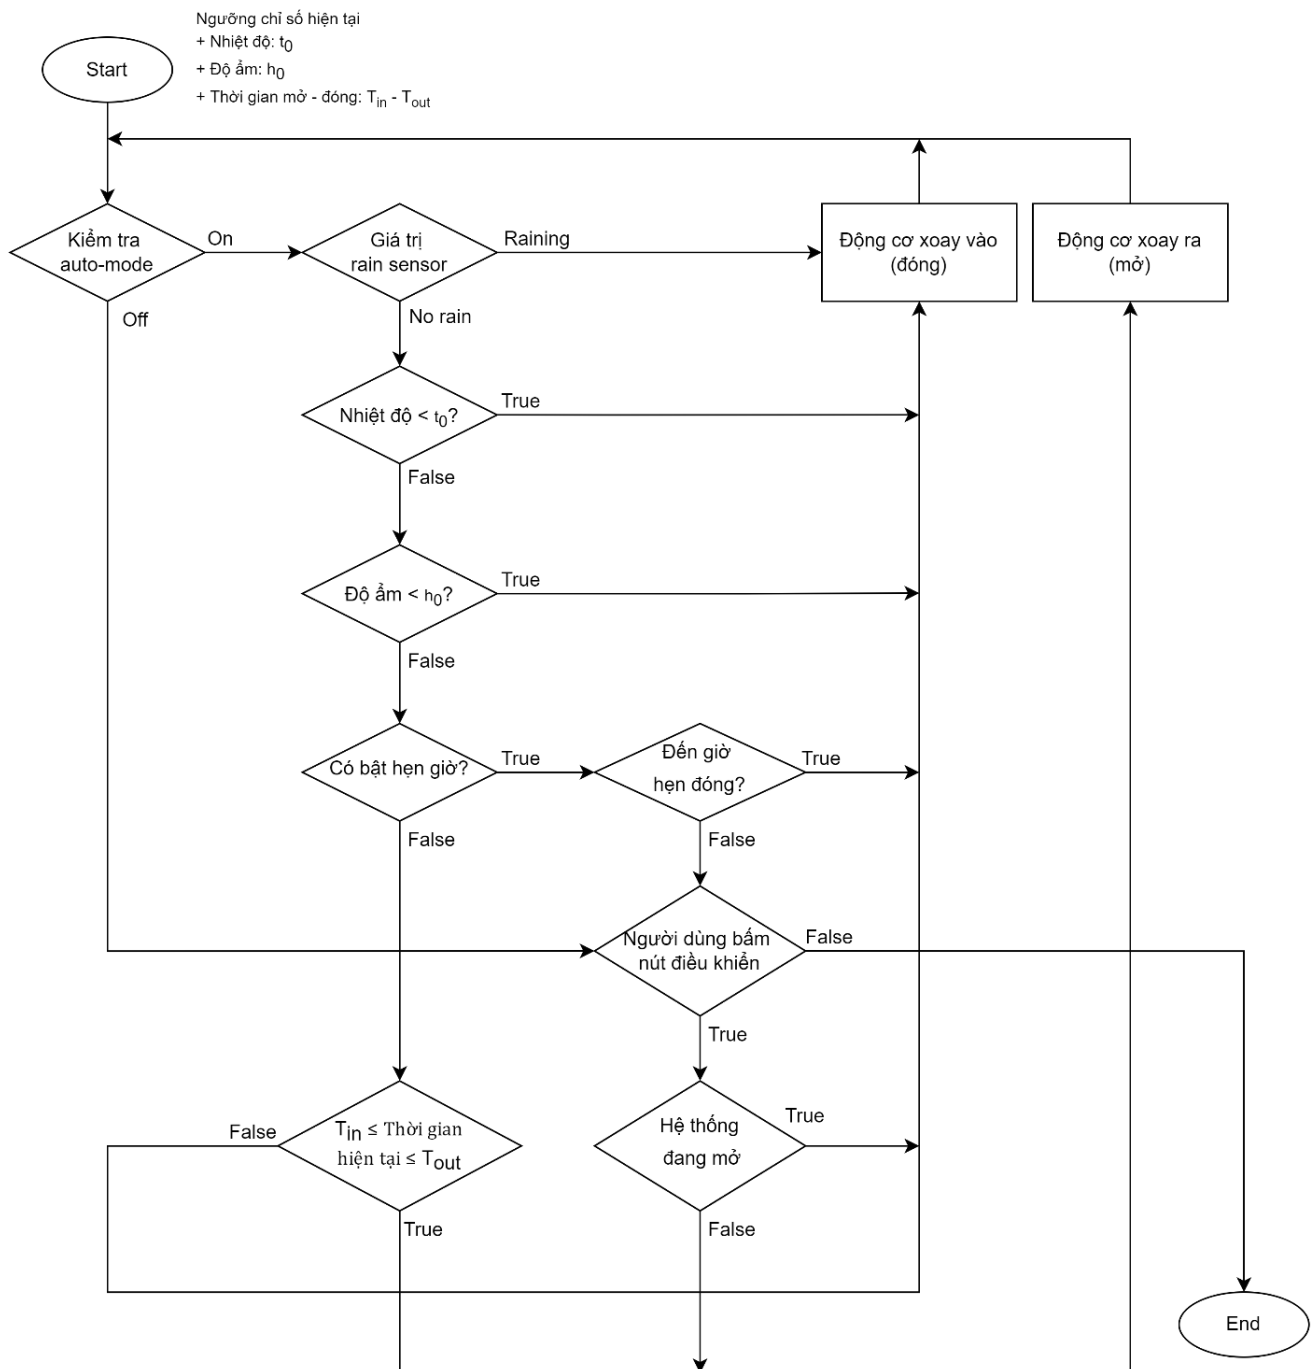 Ngưỡng chỉ số hiện tại
+ Nhiệt độ: t0
+ Độ ẩm: h0
+ Thời gian mở - đóng: Tin - Tout
Start
Kiểm tra
auto-mode
On
Off
Giá trị
rain sensor
Raining
No rain
Động cơ xoay vào
(đóng)
Động cơ xoay ra
(mở)
Nhiệt độ < t0?
True
False
Độ ẩm < h0?
True
False
Có bật hẹn giờ?
True
False
Đến giờ
hẹn đóng?
True
False
Người dùng bấm
nút điều khiển
False
True
Tin ≤ Thời gian
hiện tại ≤ Tout
False
True
Hệ thống
đang mở
True
False
End